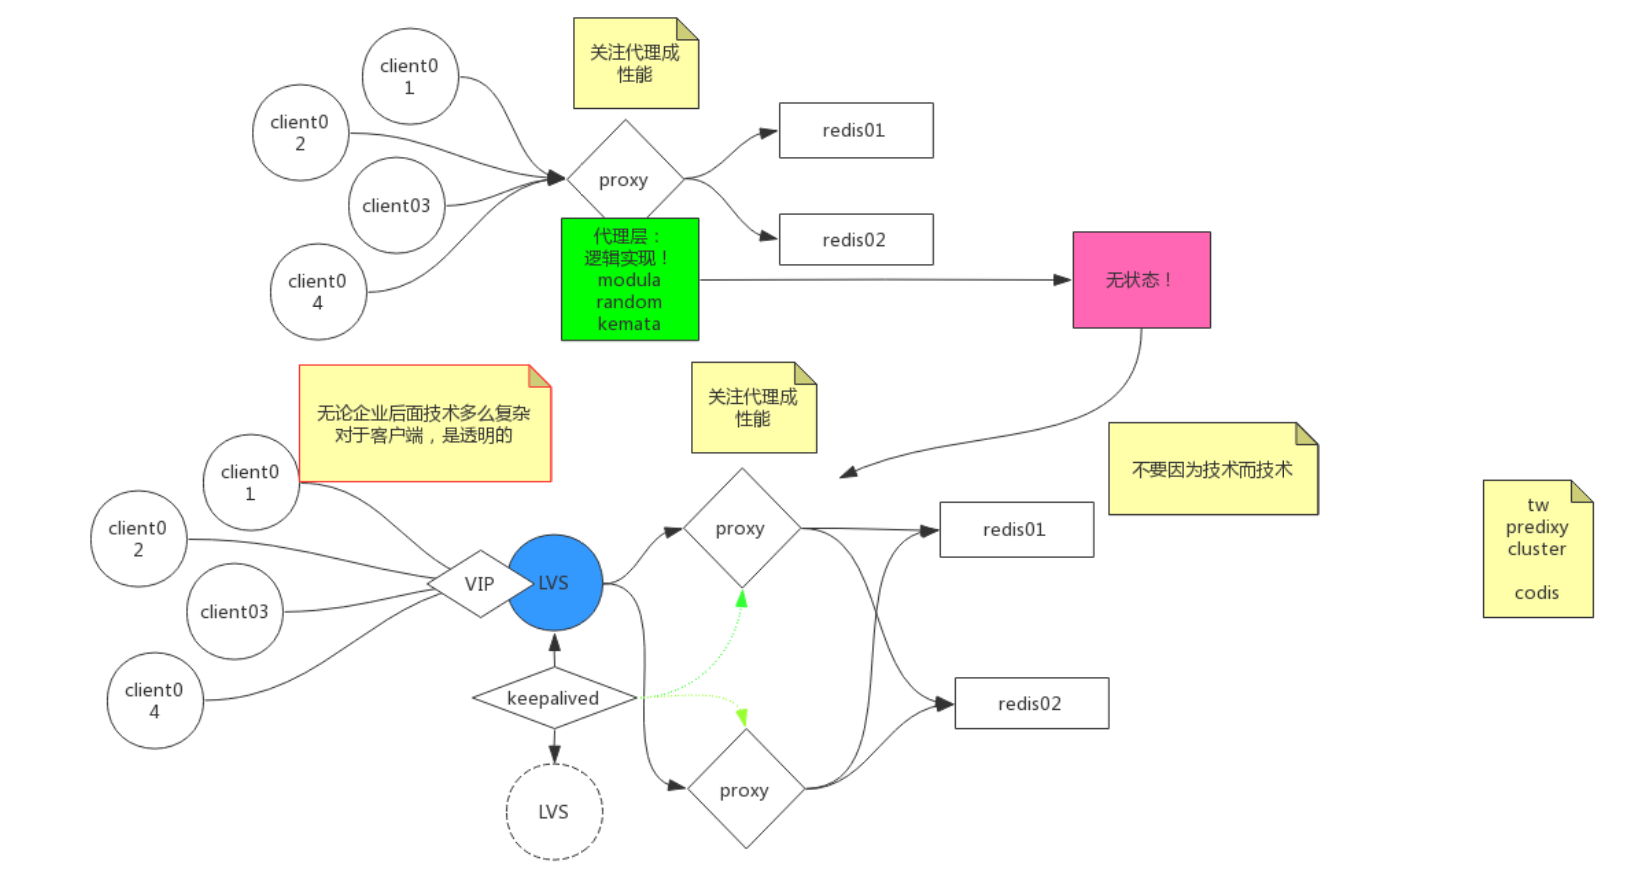 client0
1
client0
2
client03
client0
4
关注代理成
性能
proxy
redis01
redis02
代理层：
逻辑实现！
modula
random
kemata
无状态！
无论企业后面技术多么复杂
对于客户端，是透明的
关注代理成
性能
不要因为技术而技术
client0
1
client0
2
client03
client0
4
VIP
LVS
keepalived
LVS
proxy
proxy
redis01
redis02
tw
predixy
cluster
codis